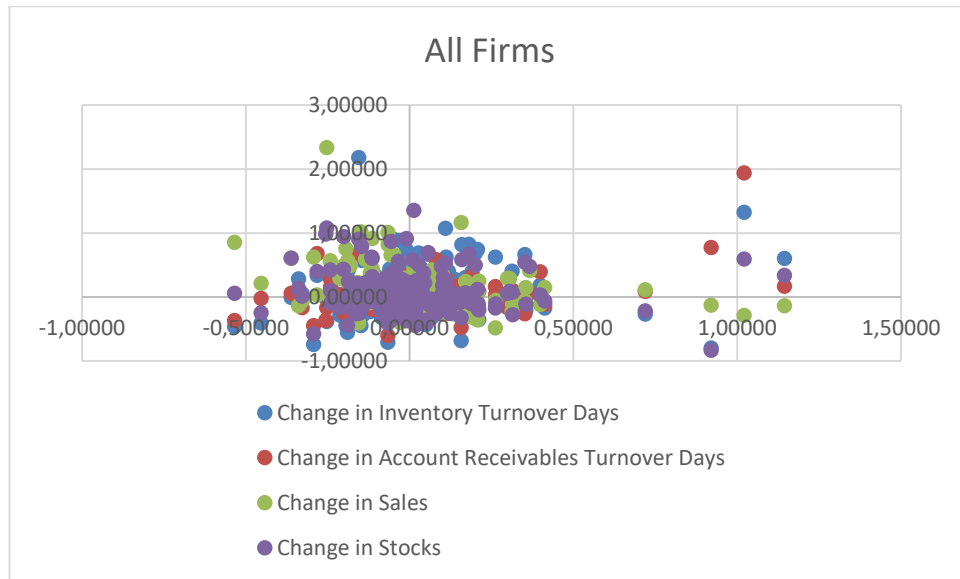 All Firms
3,00000
2,00000
1,00000
0,00000
-1,00000
-1,00000
-0,50000
0,00000
0,50000
1,00000
1,50000
Change in Inventory Turnover Days
Change in Account Receivables Turnover Days
Change in Sales
Change in Stocks